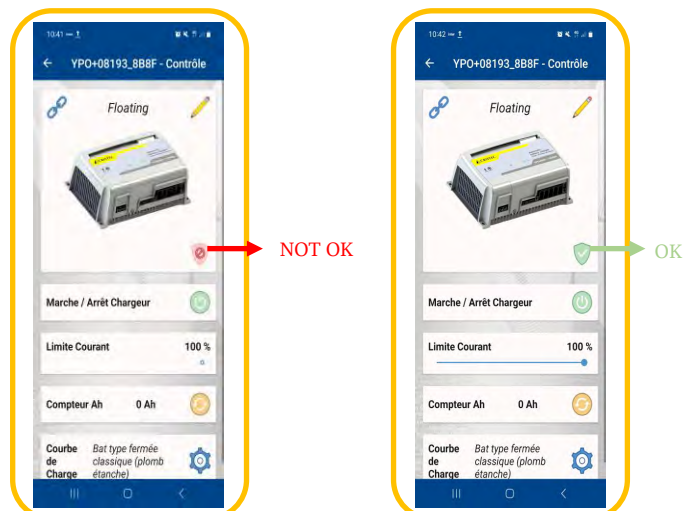 10:41
YPO+08193_8B8F - Contrôle
Floating
NOT OK
Marche / Arrêt Chargeur
Limite Courant 100 %
Compteur Ah 0 Ah
Courbe de Charge
Bat type fermée classique (plomb étanche)
10:42
YPO+08193_8B8F - Contrôle
Floating
OK
Marche / Arrêt Chargeur
Limite Courant 100 %
Compteur Ah 0 Ah
Courbe de Charge
Bat type fermée classique (plomb étanche)